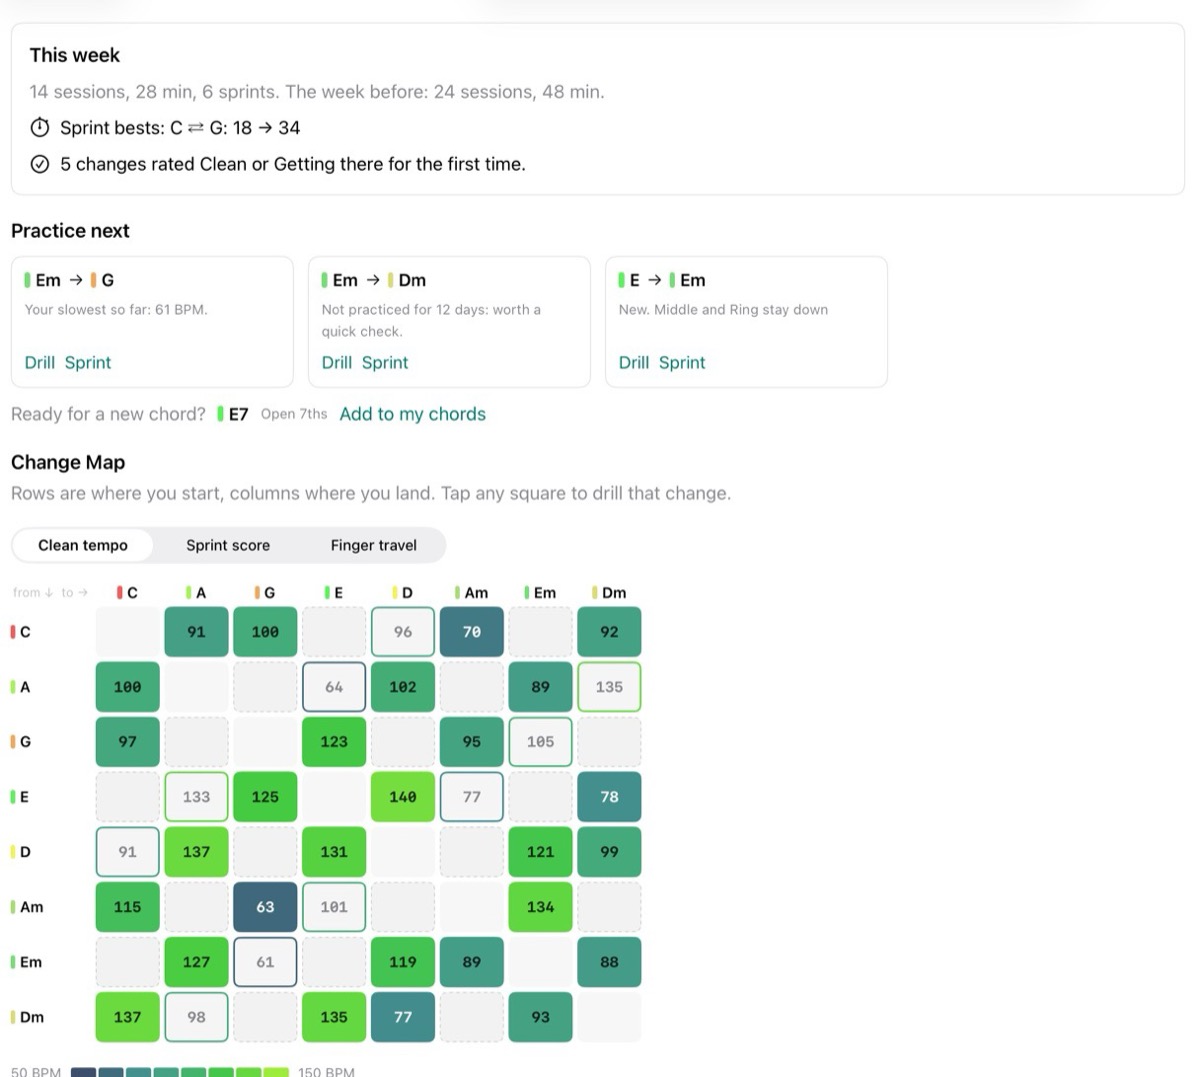 This week
14 sessions, 28 min, 6 sprints. The week before: 24 sessions, 48 min.
Sprint bests: C ⇄ G: 18 → 34
5 changes rated Clean or Getting there for the first time.
Practice next
Em → G
Your slowest so far: 61 BPM.
Drill Sprint
Em → Dm
Not practiced for 12 days: worth a
quick check.
Drill Sprint
E → Em
New. Middle and Ring stay down
Drill Sprint
Ready for a new chord? E7 Open 7ths Add to my chords
Change Map
Rows are where you start, columns where you land. Tap any square to drill that change.
Clean tempo Sprint score Finger travel
from ↓ to → C A G E D Am Em Dm
C 91 100 96 70 92
A 100 64 102 89 135
G 97 123 95 105
E 133 125 140 77 78
D 91 137 131 121 99
Am 115 63 101 134
Em 127 61 119 89 88
Dm 137 98 135 77 93
50 BPM 150 BPM